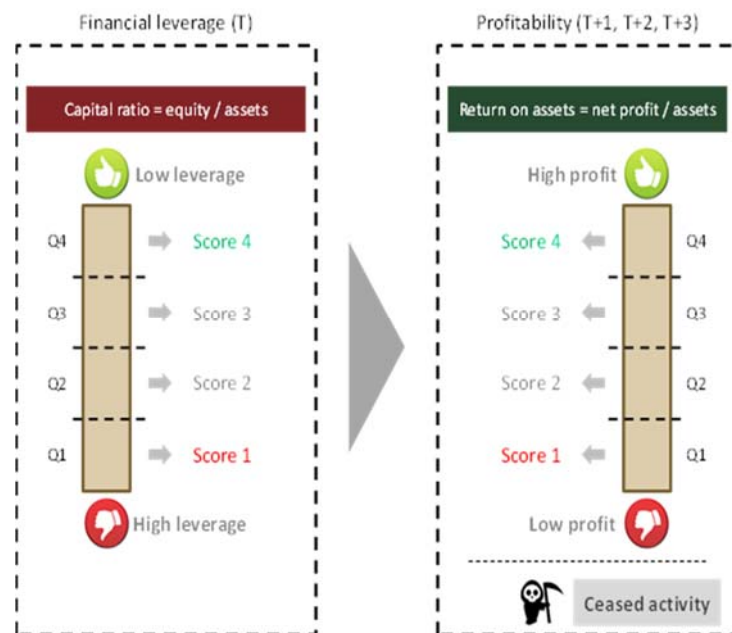 Financial leverage (T)
Capital ratio = equity / assets
Low leverage
Q4
Score 4
Q3
Score 3
Q2
Score 2
Q1
Score 1
High leverage
Profitability (T+1, T+2, T+3)
Return on assets = net profit / assets
High profit
Score 4
Q4
Score 3
Q3
Score 2
Q2
Score 1
Q1
Low profit
Ceased activity